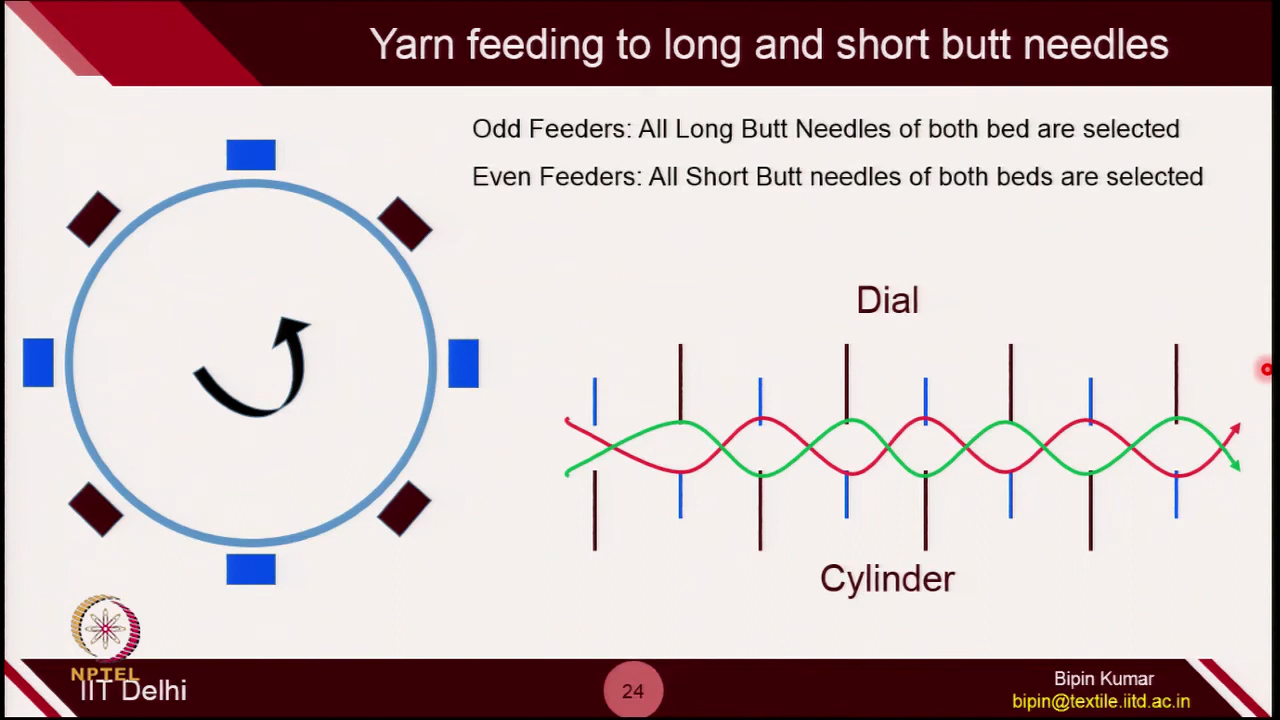 Yarn feeding to long and short butt needles
Odd Feeders: All Long Butt Needles of both bed are selected
Even Feeders: All Short Butt needles of both beds are selected
Dial
Cylinder
NPTEL
IIT Delhi
24
Bipin Kumar
bipin@textile.iitd.ac.in